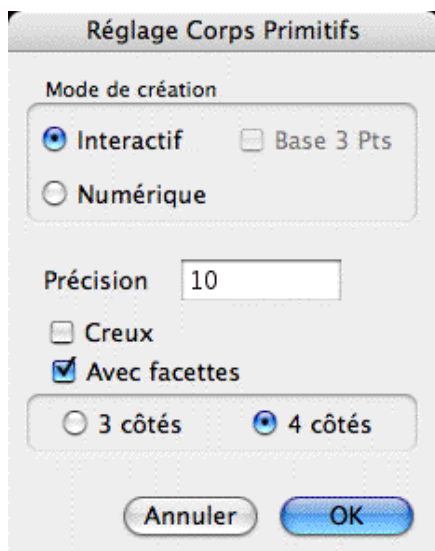 Réglage Corps Primitifs
Mode de création
Interactif Base 3 Pts
Numérique
Précision 10
Creux
Avec facettes
3 côtés 4 côtés
Annuler OK